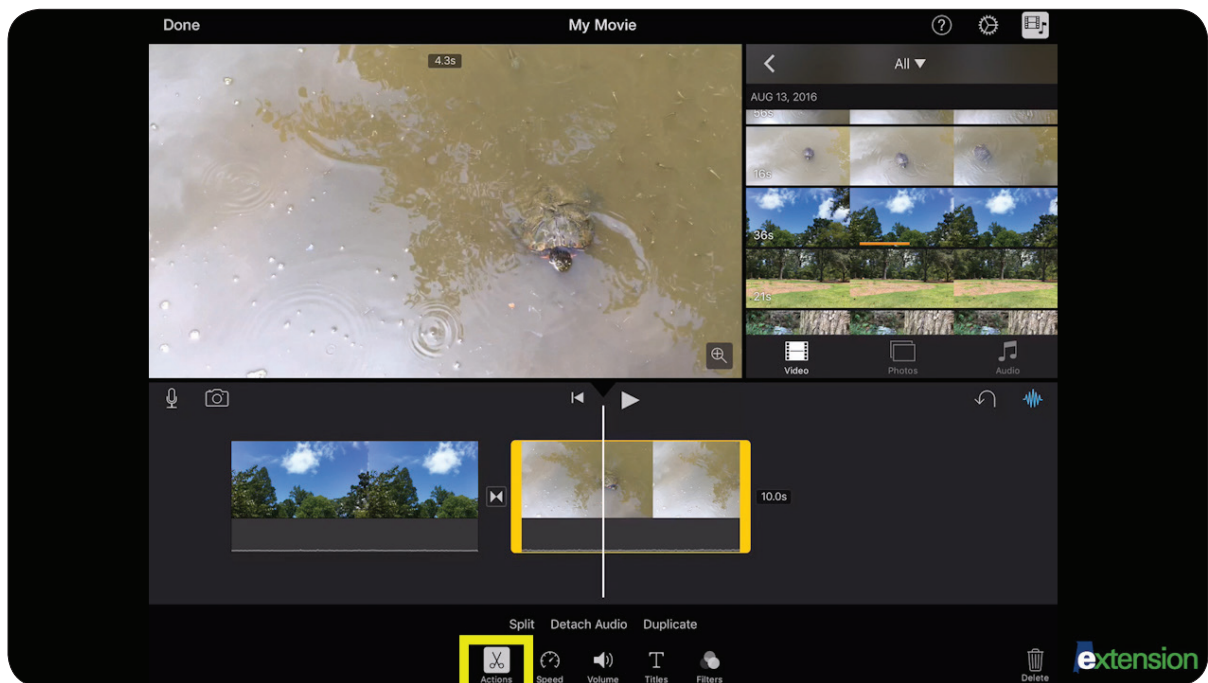 Done
My Movie
?
4.3s
All ▼
AUG 13, 2016
56s
16s
36s
21s
Video
Photos
Audio
10.0s
Split Detach Audio Duplicate
Actions Speed Volume Titles Filters
Delete
extension